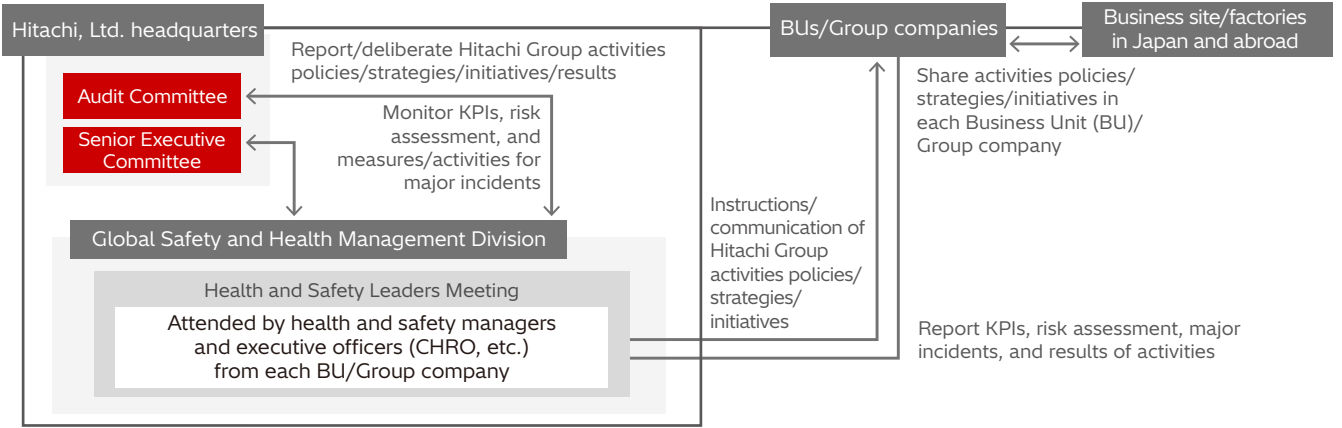 Hitachi, Ltd. headquarters
Report/deliberate Hitachi Group activities
policies/strategies/initiatives/results
Audit Committee
Senior Executive
Committee
Monitor KPIs, risk
assessment, and
measures/activities for
major incidents
Global Safety and Health Management Division
Health and Safety Leaders Meeting
Attended by health and safety managers
and executive officers (CHRO, etc.)
from each BU/Group company
BUs/Group companies
Business site/factories
in Japan and abroad
Share activities policies/
strategies/initiatives in
each Business Unit (BU)/
Group company
Instructions/
communication of
Hitachi Group
activities policies/
strategies/
initiatives
Report KPIs, risk assessment, major
incidents, and results of activities